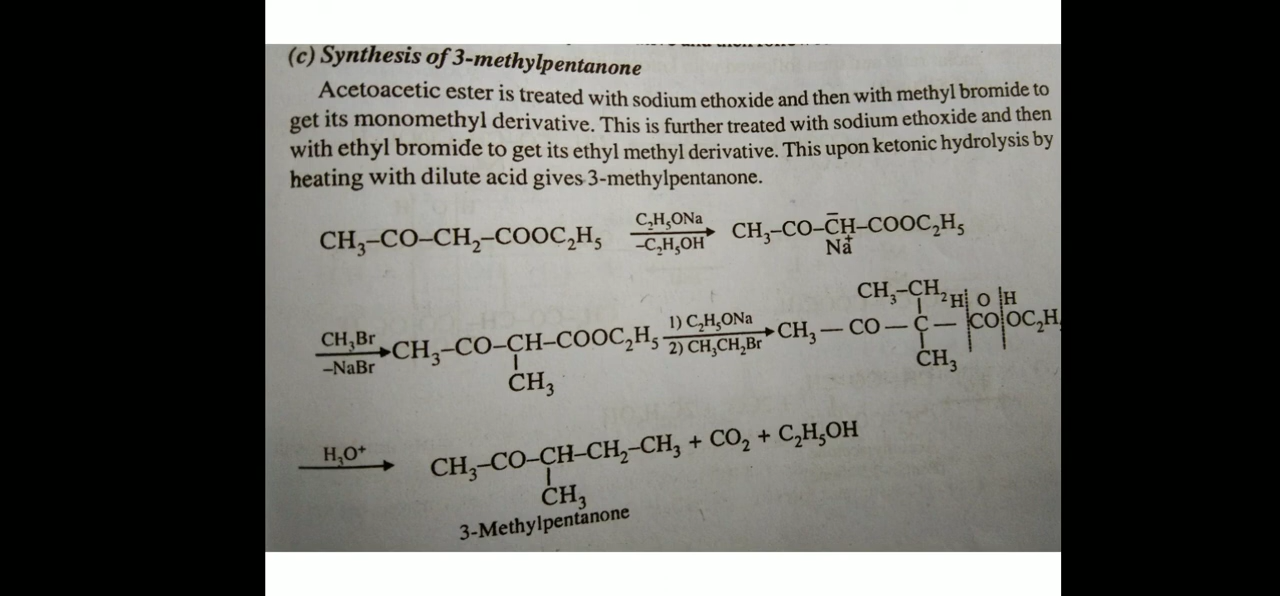 (c) Synthesis of 3-methylpentanone
Acetoacetic ester is treated with sodium ethoxide and then with methyl bromide to
get its monomethyl derivative. This is further treated with sodium ethoxide and then
with ethyl bromide to get its ethyl methyl derivative. This upon ketonic hydrolysis by
heating with dilute acid gives 3-methylpentanone.
CH₃–CO–CH₂–COOC₂H₅ C₂H₅ONa –C₂H₅OH → CH₃–CO–C̄H–COOC₂H₅
Na⁺
CH₃–CH₂ H O H
CH₃Br –NaBr → CH₃–CO–CH–COOC₂H₅ 1) C₂H₅ONa 2) CH₃CH₂Br → CH₃ — CO — C — CO OC₂H
CH₃ CH₃
H₃O⁺ → CH₃–CO–CH–CH₂–CH₃ + CO₂ + C₂H₅OH
CH₃
3-Methylpentanone